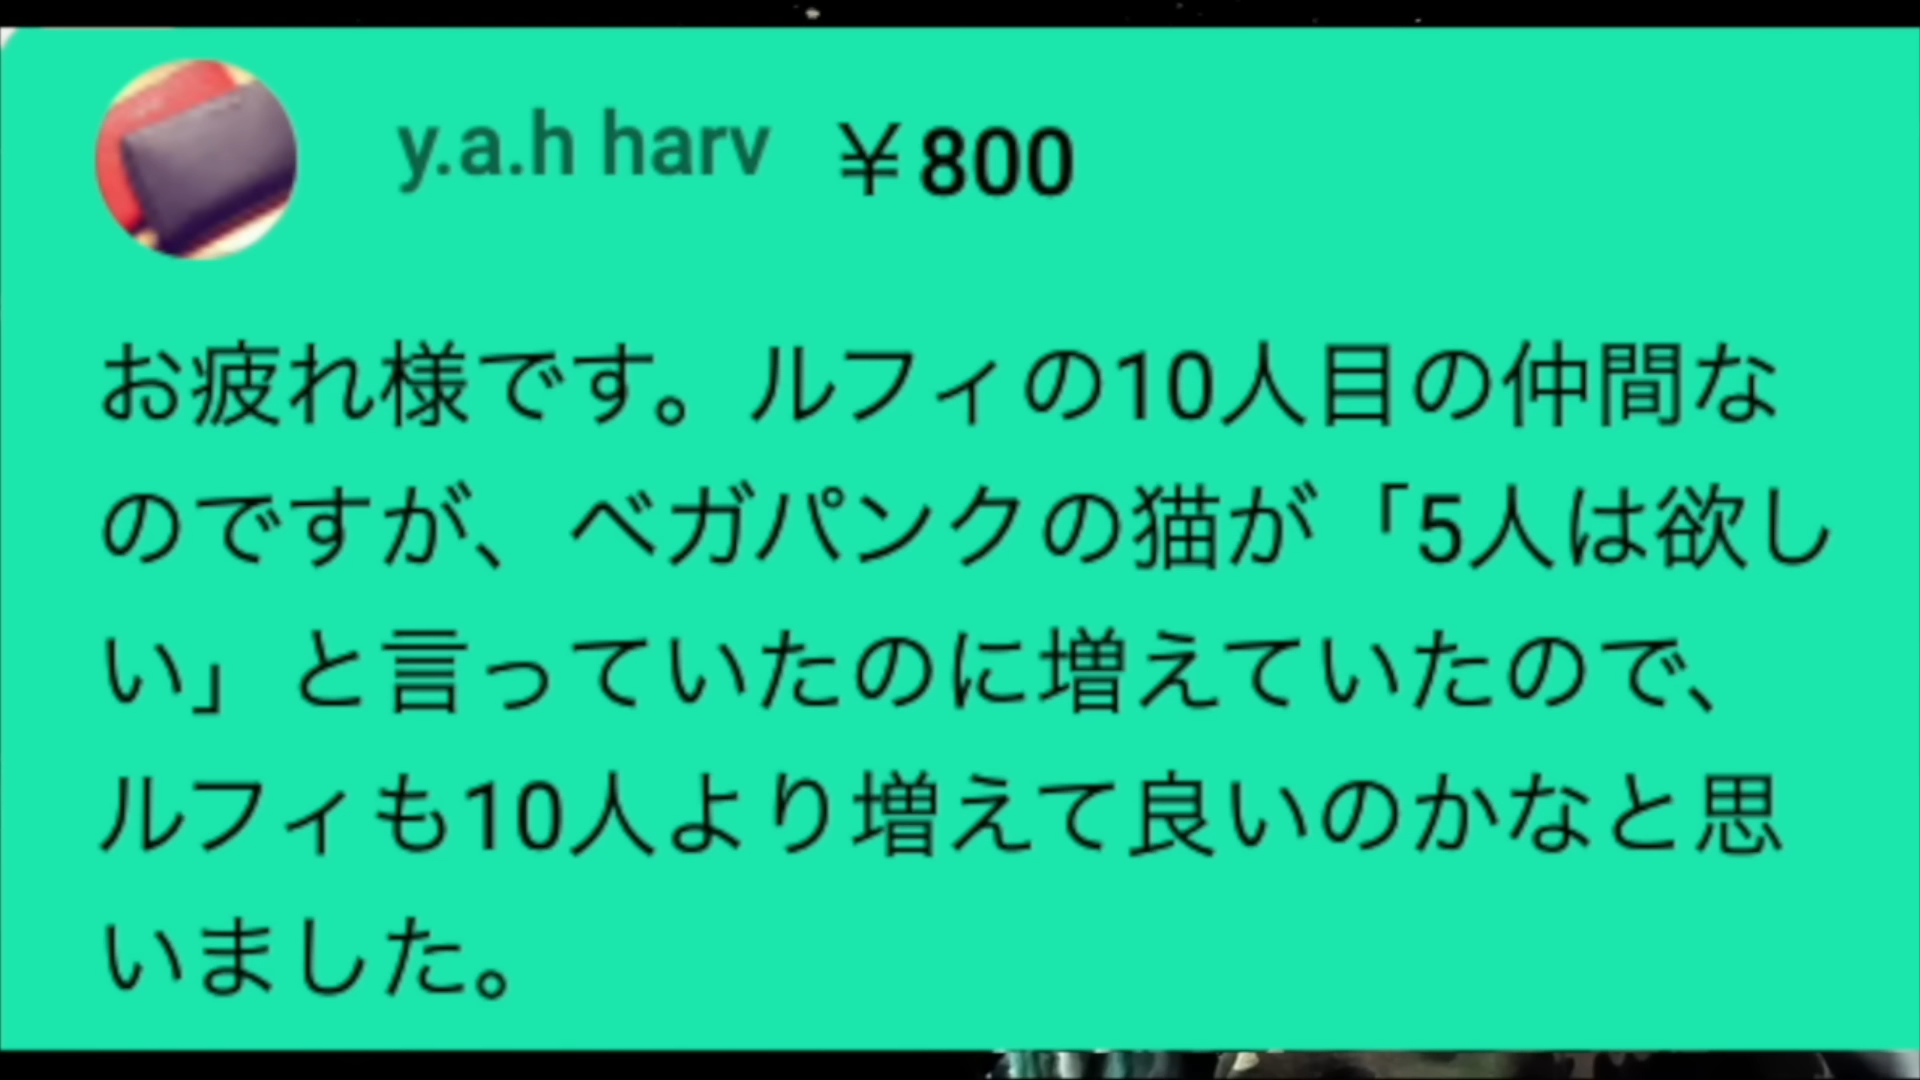 y.a.h harv ￥800
お疲れ様です。ルフィの10人目の仲間な
のですが、ベガパンクの猫が「5人は欲し
い」と言っていたのに増えていたので、
ルフィも10人より増えて良いのかなと思
いました。